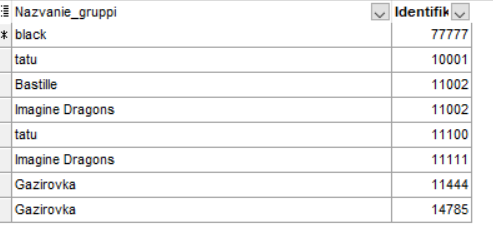 Nazvanie_gruppi Identifik
* black 77777
tatu 10001
Bastille 11002
Imagine Dragons 11002
tatu 11100
Imagine Dragons 11111
Gazirovka 11444
Gazirovka 14785